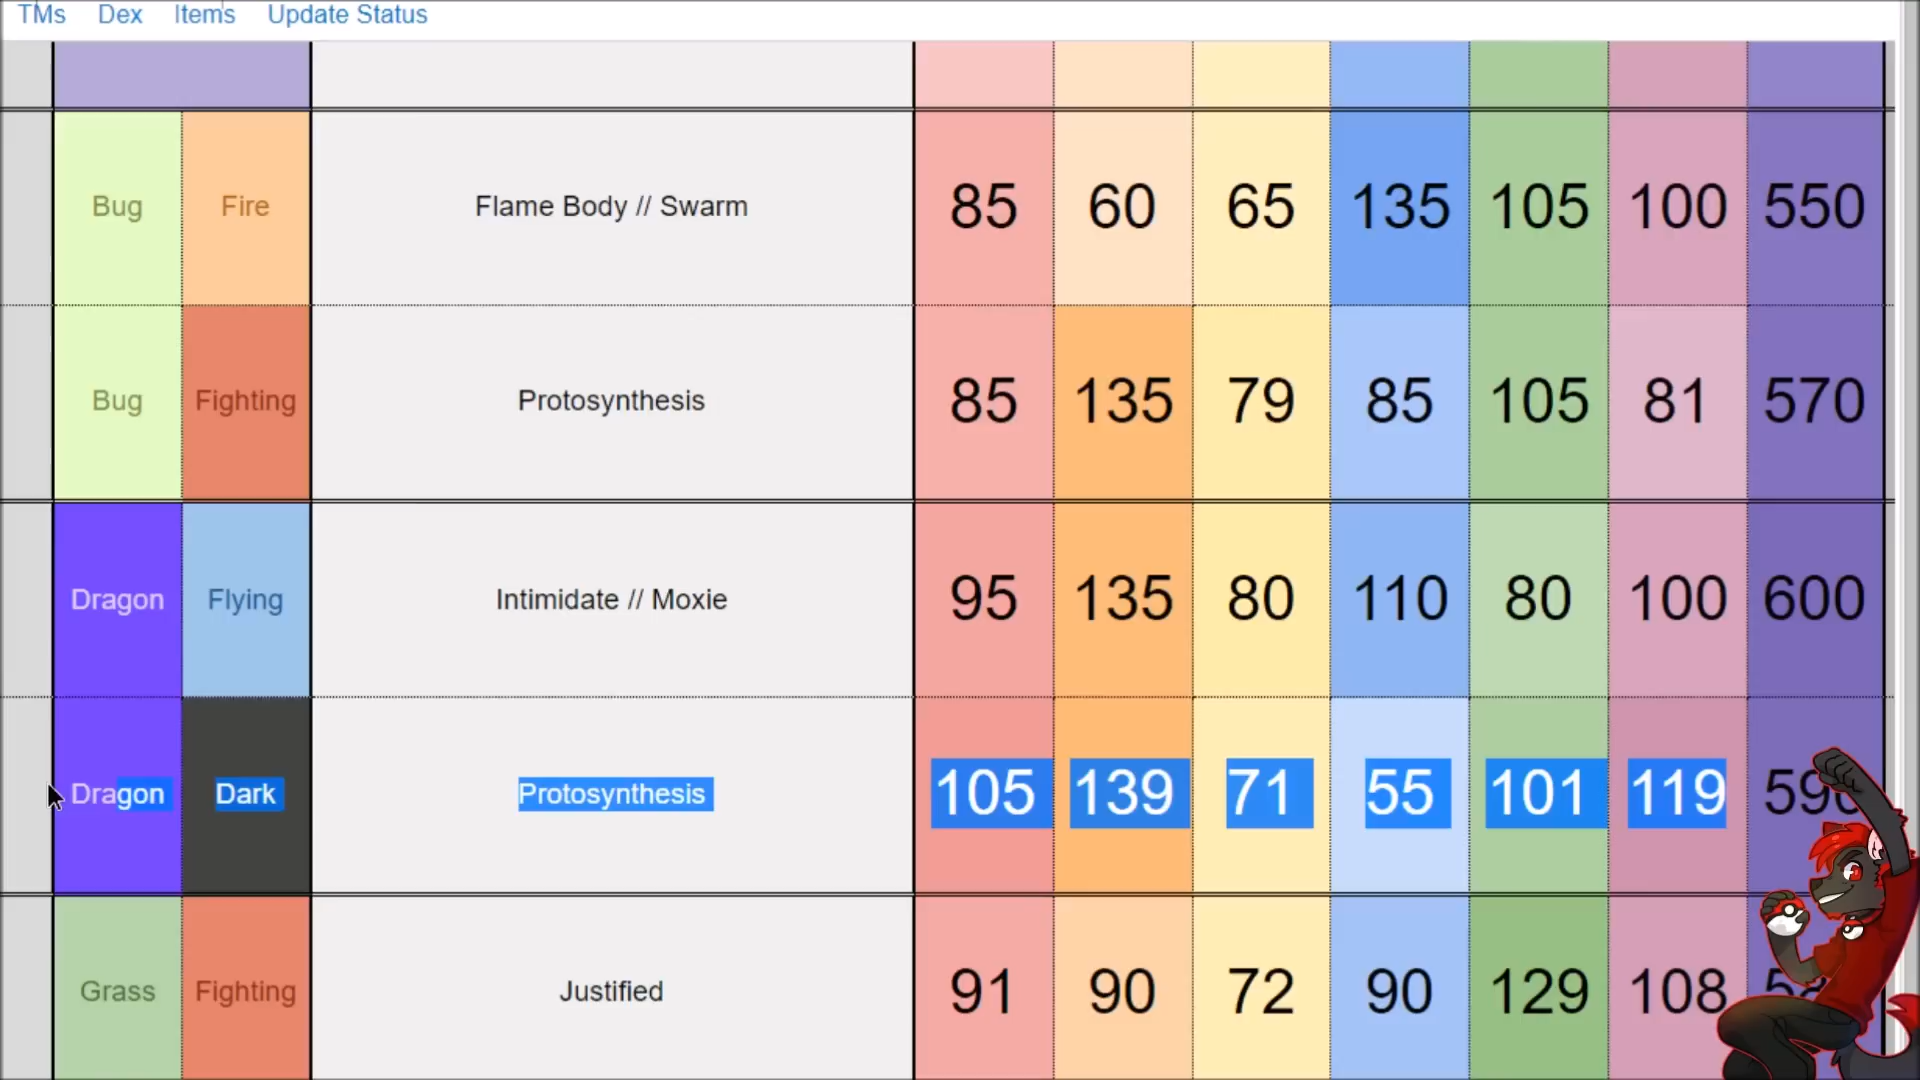 TMs Dex Items Update Status
Bug Fire Flame Body // Swarm 85 60 65 135 105 100 550
Bug Fighting Protosynthesis 85 135 79 85 105 81 570
Dragon Flying Intimidate // Moxie 95 135 80 110 80 100 600
Dragon Dark Protosynthesis 105 139 71 55 101 119
Grass Fighting Justified 91 90 72 90 129 108